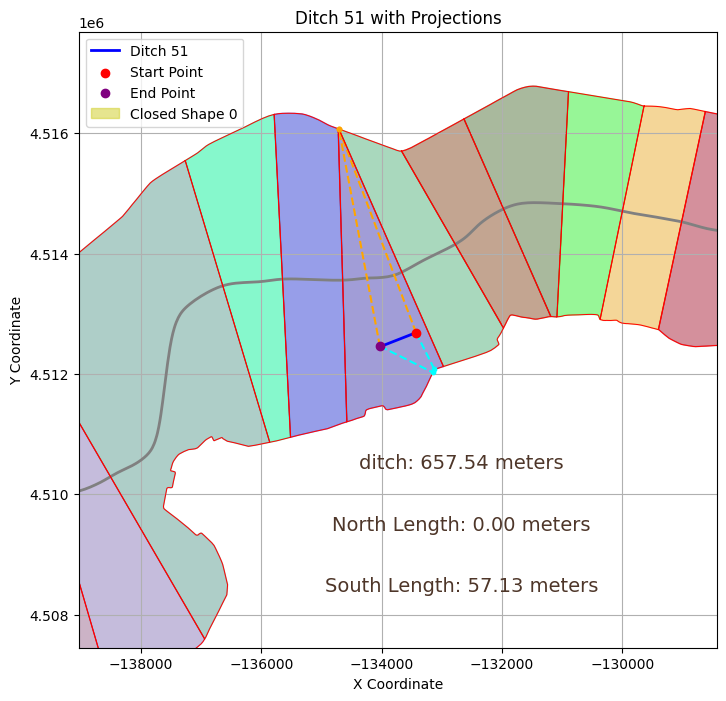 Ditch 51 with Projections
1e6
Ditch 51
Start Point
End Point
Closed Shape 0
4.516
4.514
4.512
4.510
4.508
Y Coordinate
ditch: 657.54 meters
North Length: 0.00 meters
South Length: 57.13 meters
−138000 −136000 −134000 −132000 −130000
X Coordinate